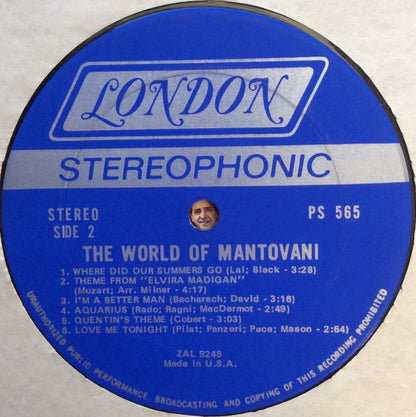 LONDON
STEREOPHONIC
STEREO
SIDE 2
PS 565
THE WORLD OF MANTOVANI
1. WHERE DID OUR SUMMERS GO (Lai; Black - 3:28)
2. THEME FROM "ELVIRA MADIGAN"
(Mozart; Arr. Milner - 4:17)
3. I'M A BETTER MAN (Bacharach; David - 3:16)
4. AQUARIUS (Rado; Ragni; MacDermot - 2:49)
5. QUENTIN'S THEME (Cobert - 3:03)
6. LOVE ME TONIGHT (Pilat; Panzeri; Pace; Mason - 2:54)
ZAL 9245
Made in U.S.A.
UNAUTHORIZED PUBLIC PERFORMANCE, BROADCASTING AND COPYING OF THIS RECORDING PROHIBITED